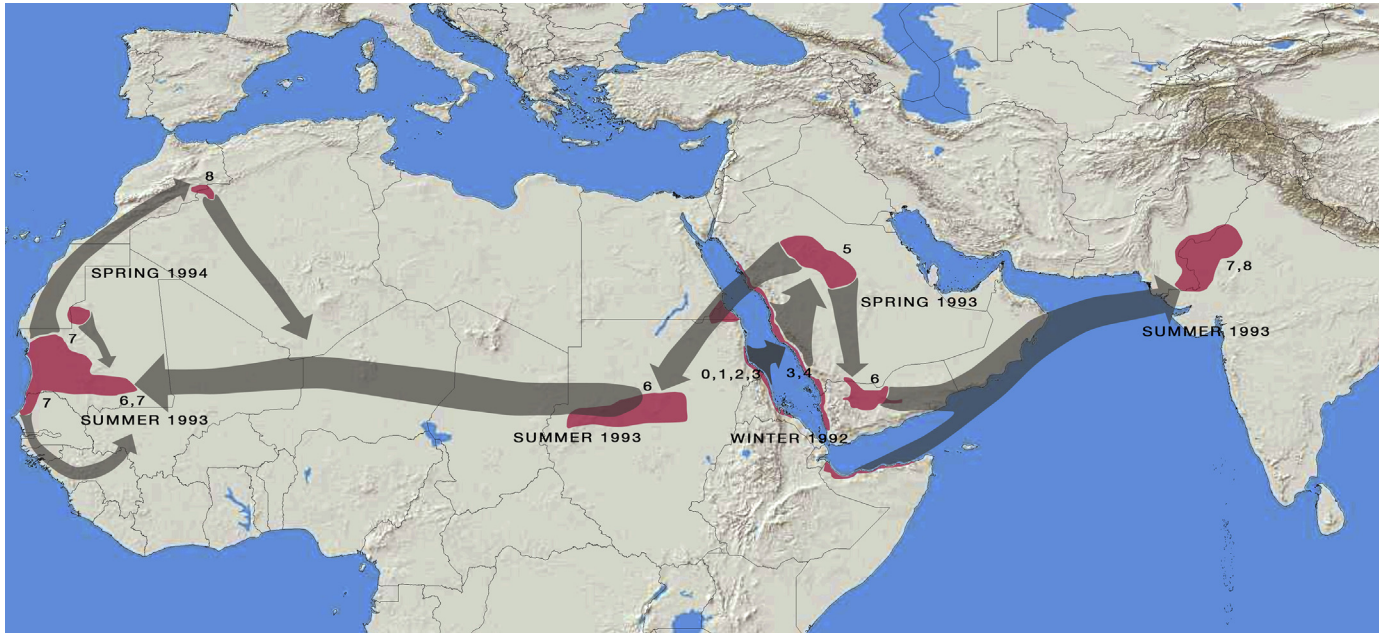 8
SPRING 1994
5
7,8
SPRING 1993
SUMMER 1993
7
0,1,2,3
3,4
6
6
6,7
7
SUMMER 1993
SUMMER 1993
WINTER 1992